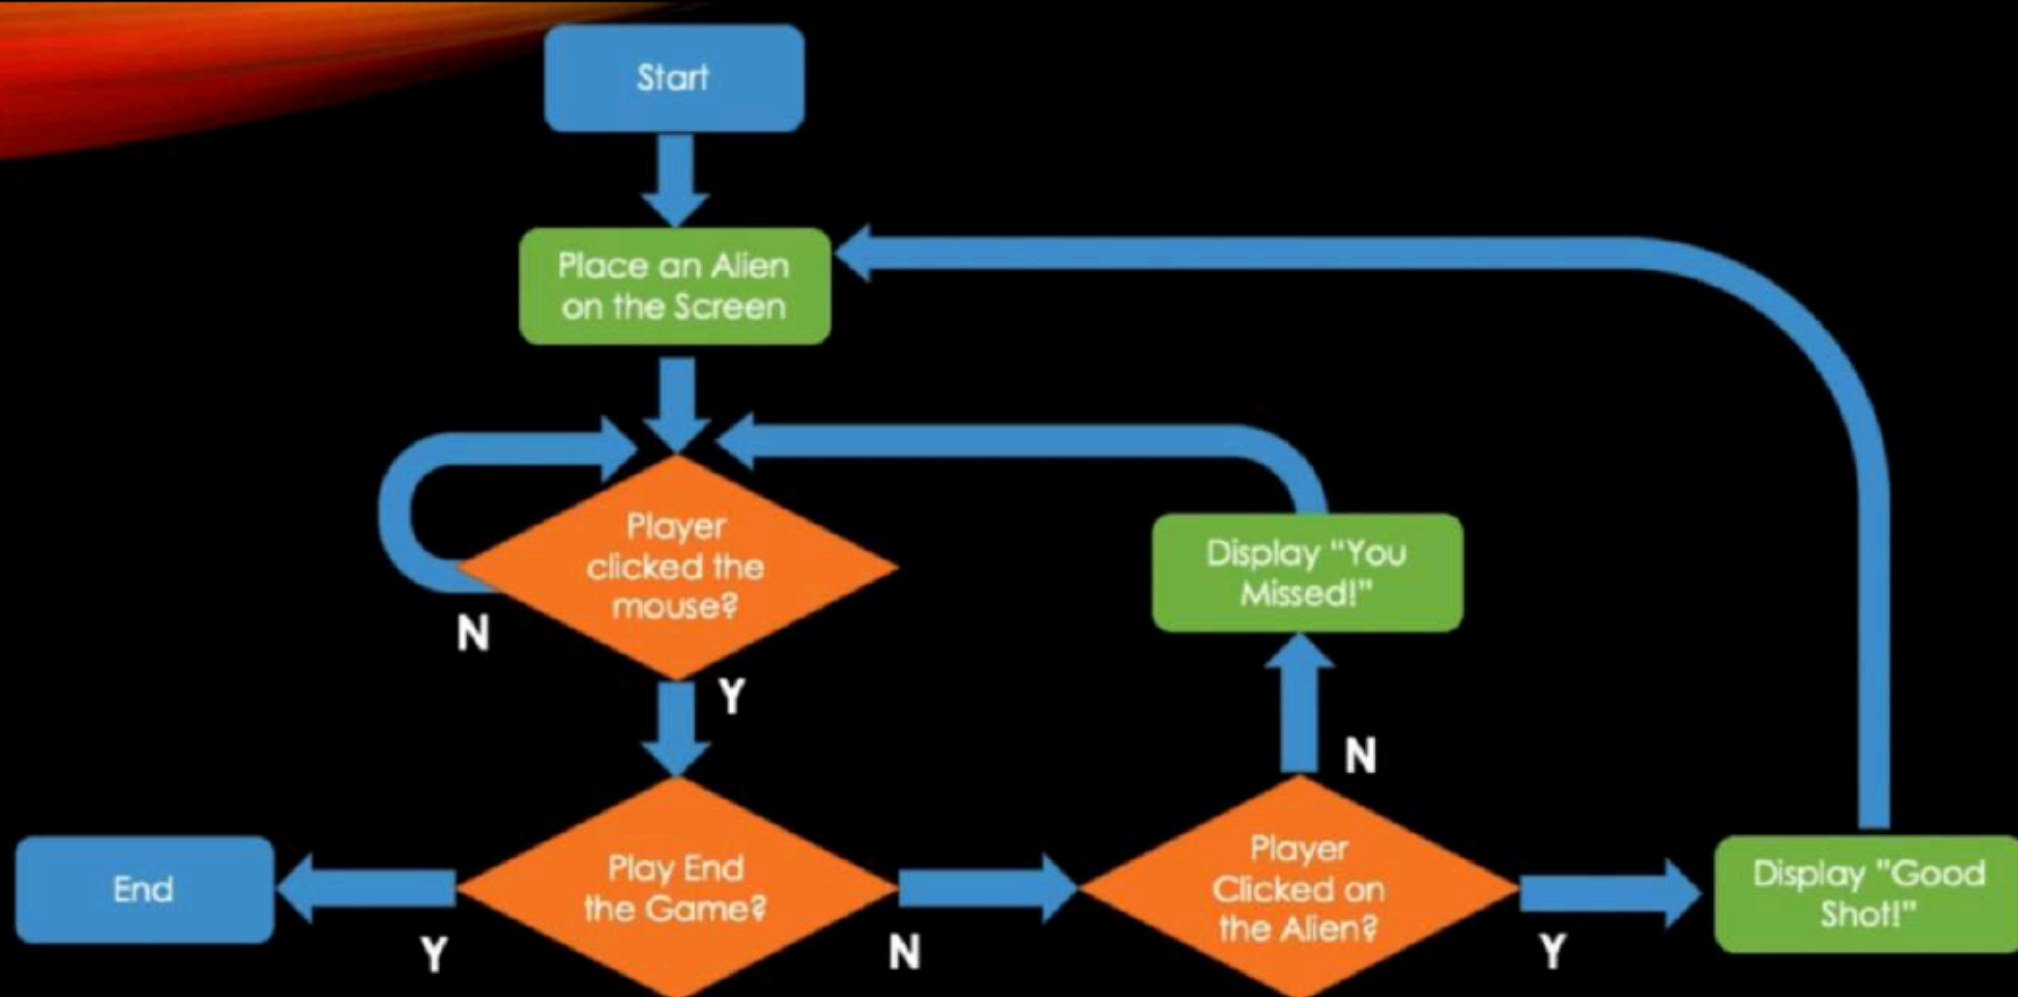 Start
Place an Alien
on the Screen
Player
clicked the
mouse?
N
Y
Display "You
Missed!"
N
End
Play End
the Game?
Y
N
Player
Clicked on
the Alien?
Y
Display "Good
Shot!"